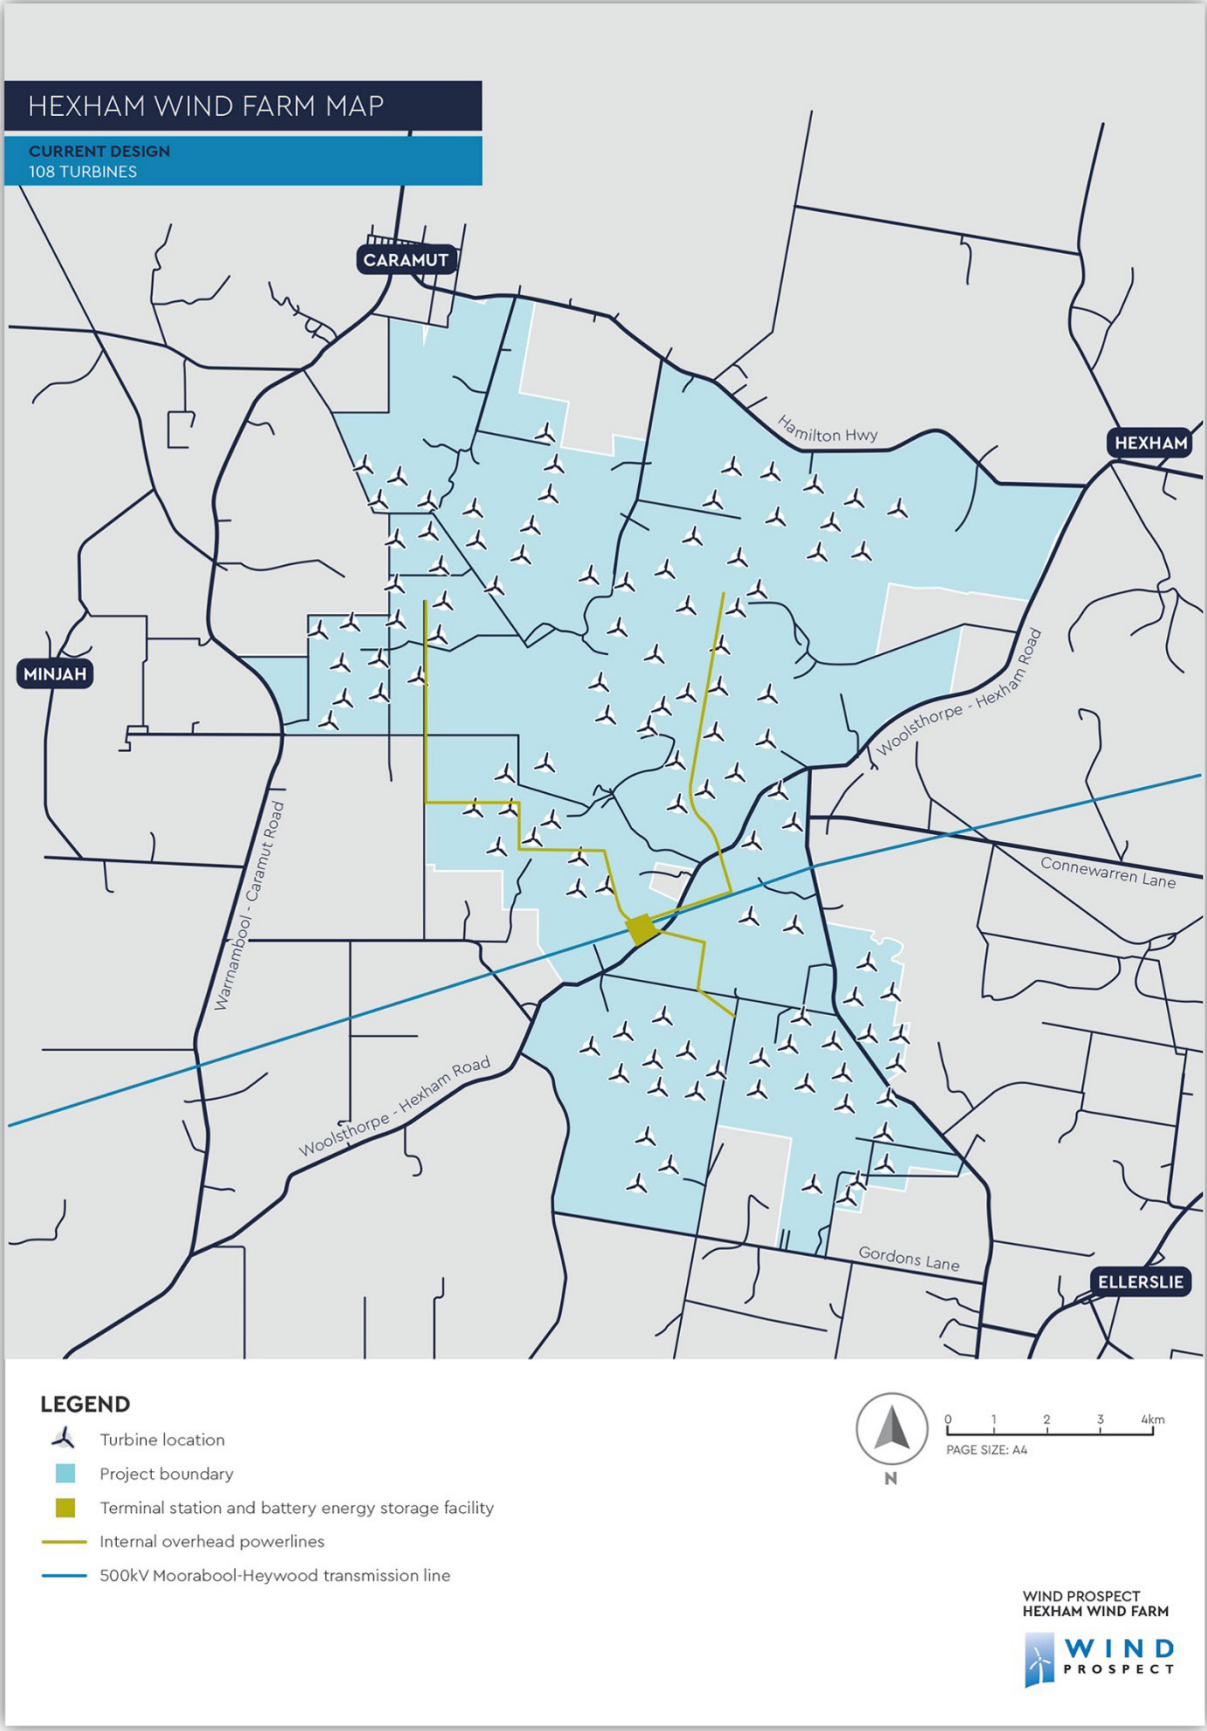 HEXHAM WIND FARM MAP
CURRENT DESIGN
108 TURBINES
CARAMUT
Hamilton Hwy
HEXHAM
MINJAH
Woolsthorpe - Hexham Road
Warrnambool - Caramut Road
Connewarren Lane
Woolsthorpe - Hexham Road
Gordons Lane
ELLERSLIE
LEGEND
Turbine location
Project boundary
Terminal station and battery energy storage facility
Internal overhead powerlines
500kV Moorabool-Heywood transmission line
N
0 1 2 3 4km
PAGE SIZE: A4
WIND PROSPECT
HEXHAM WIND FARM
WIND
PROSPECT